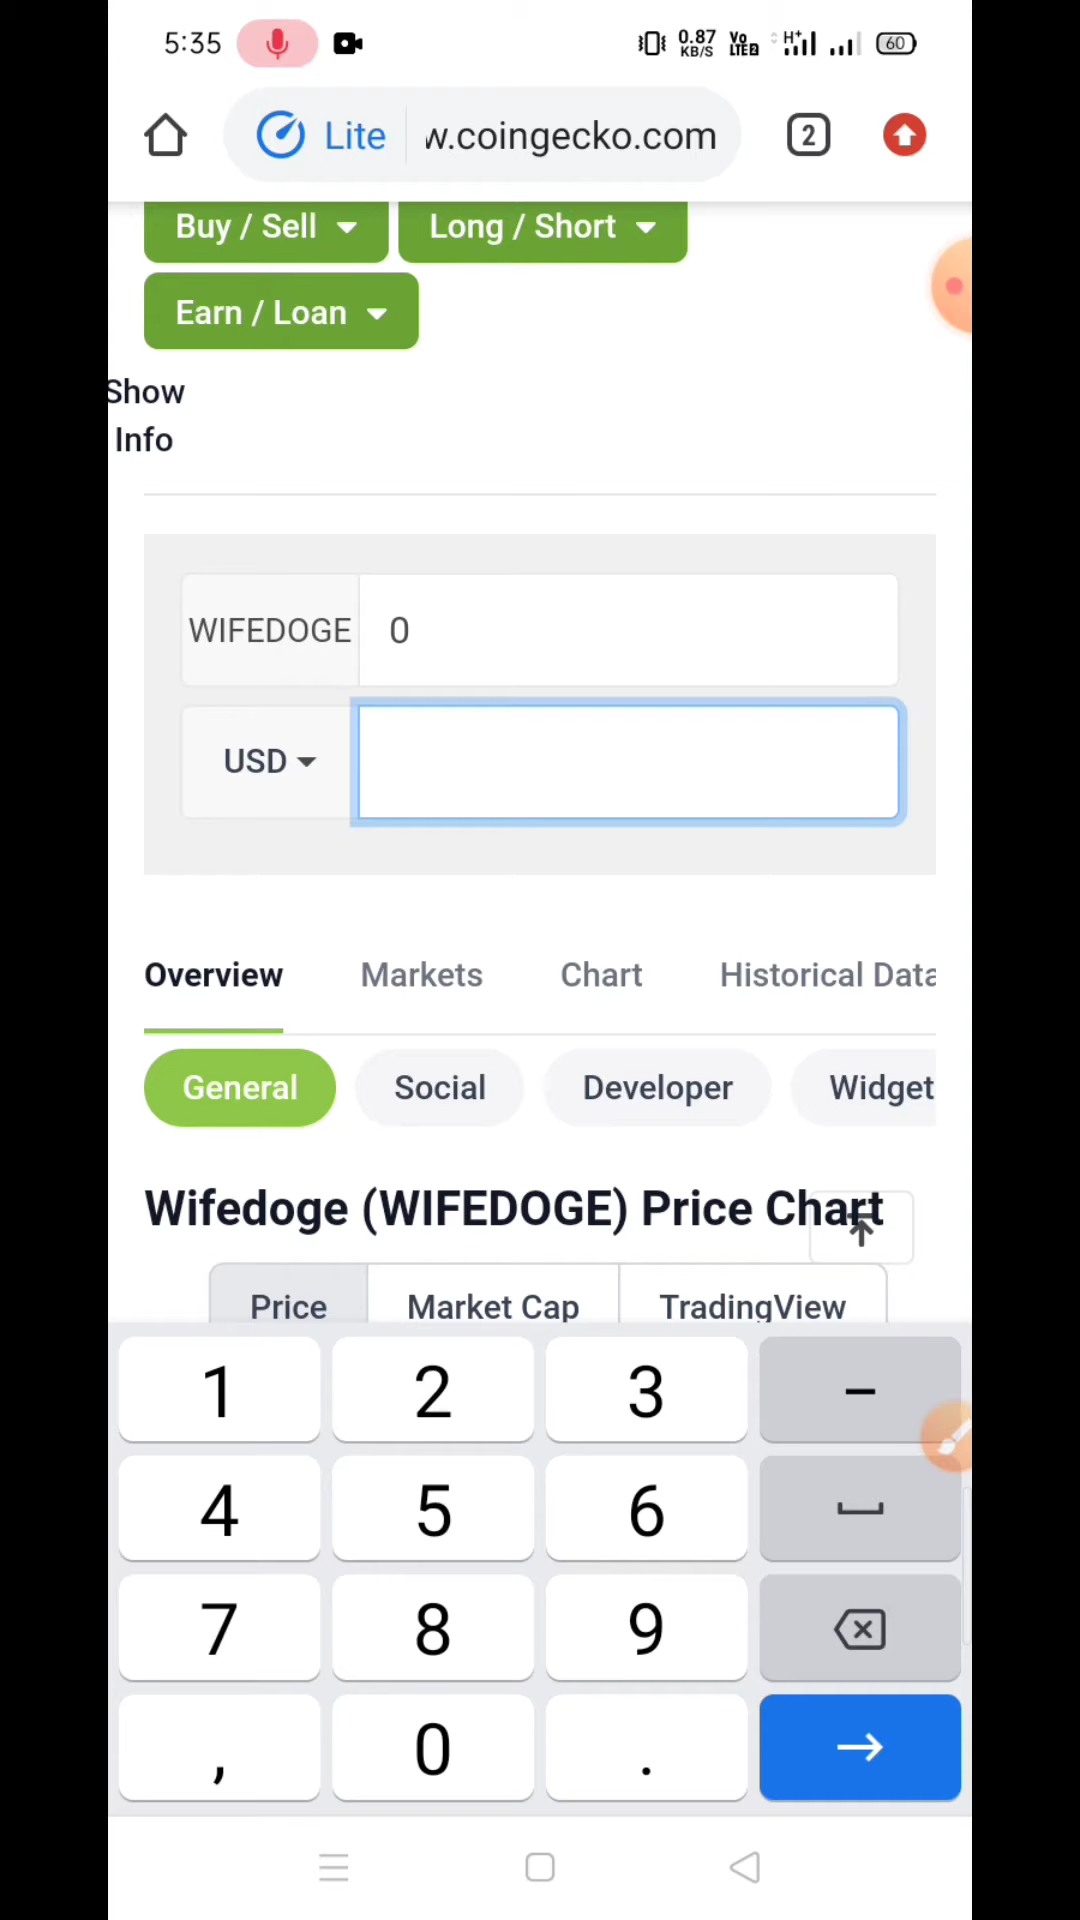 5:35
0.87
KB/S
Vo
LTE2
H+
60
Lite
w.coingecko.com
2
Buy / Sell
Long / Short
Earn / Loan
Show
Info
WIFEDOGE
0
USD
Overview
Markets
Chart
Historical Data
General
Social
Developer
Widget
Wifedoge (WIFEDOGE) Price Chart
Price
Market Cap
TradingView
1
2
3
-
4
5
6
7
8
9
,
0
.